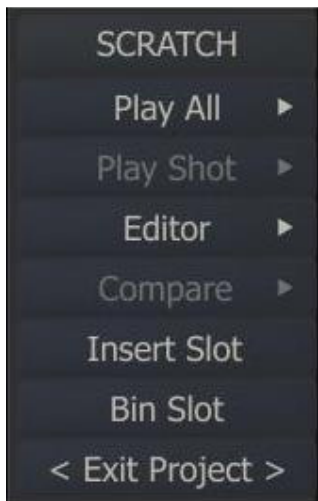 SCRATCH
Play All
Play Shot
Editor
Compare
Insert Slot
Bin Slot
< Exit Project >